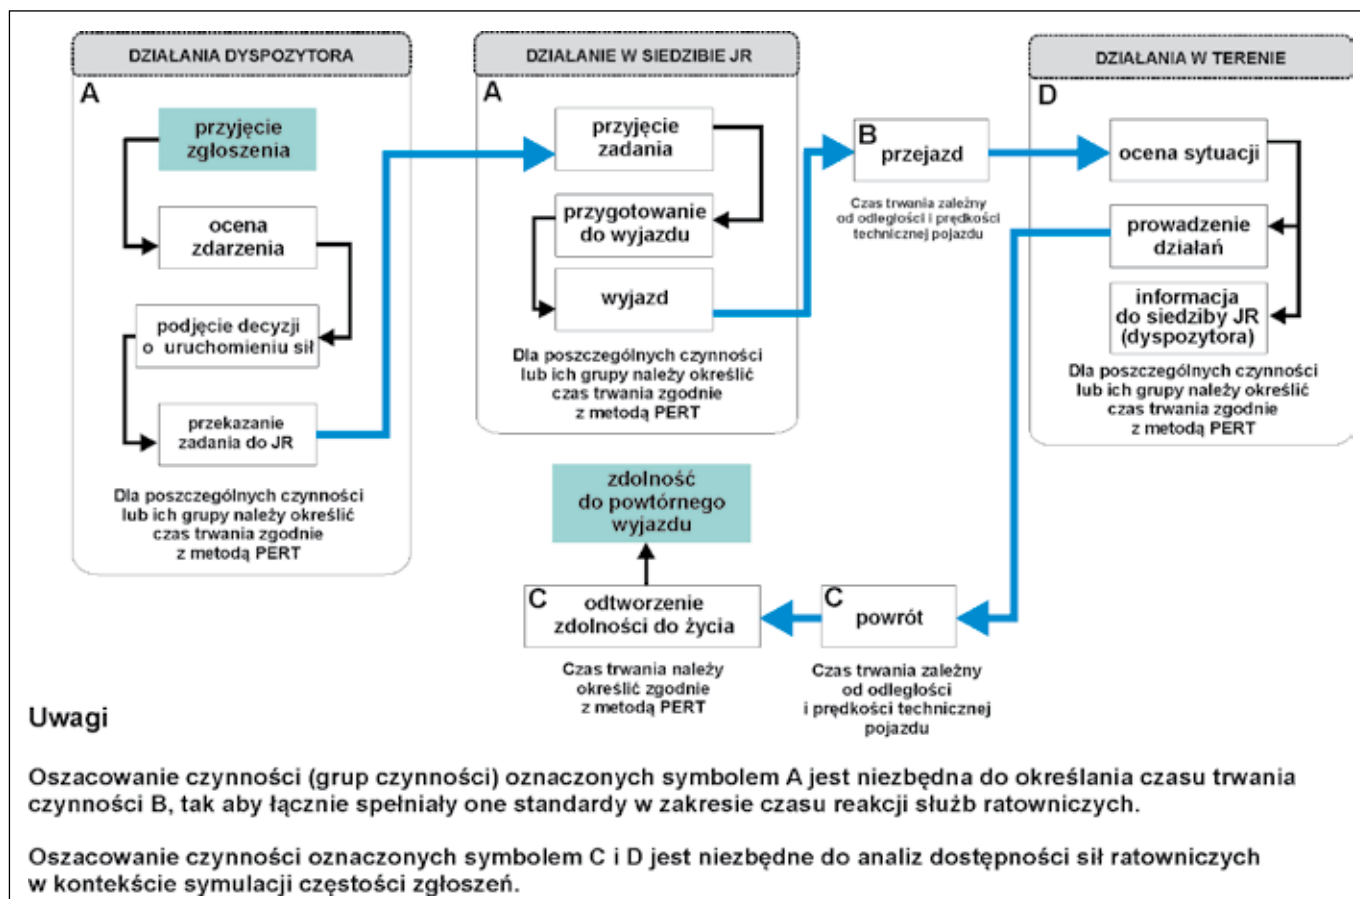 DZIAŁANIA DYSPOZYTORA
A
przyjęcie
zgłoszenia
ocena
zdarzenia
podjęcie decyzji
o uruchomieniu sił
przekazanie
zadania do JR
Dla poszczególnych czynności
lub ich grupy należy określić
czas trwania zgodnie
z metodą PERT
DZIAŁANIE W SIEDZIBIE JR
A
przyjęcie
zadania
przygotowanie
do wyjazdu
wyjazd
Dla poszczególnych czynności
lub ich grupy należy określić
czas trwania zgodnie
z metodą PERT
B
przejazd
Czas trwania zależny
od odległości i prędkości
technicznej pojazdu
DZIAŁANIA W TERENIE
D
ocena sytuacji
prowadzenie
działań
informacja
do siedziby JR
(dyspozytora)
Dla poszczególnych czynności
lub ich grupy należy określić
czas trwania zgodnie
z metodą PERT
zdolność
do powtórnego
wyjazdu
C
odtworzenie
zdolności do życia
Czas trwania należy
określić zgodnie
z metodą PERT
C
powrót
Czas trwania zależny
od odległości
i prędkości technicznej
pojazdu
Uwagi
Oszacowanie czynności (grup czynności) oznaczonych symbolem A jest niezbędna do określania czasu trwania
czynności B, tak aby łącznie spełniały one standardy w zakresie czasu reakcji służb ratowniczych.
Oszacowanie czynności oznaczonych symbolem C i D jest niezbędne do analiz dostępności sił ratowniczych
w kontekście symulacji częstości zgłoszeń.